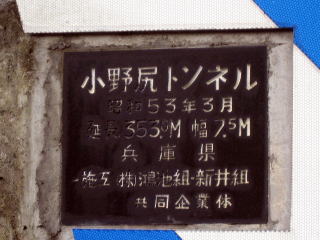 小野尻トンネル
昭和53年3月
延長353.0M 幅7.5M
兵庫県
施工 株)鴻池組・新井組
共同企業体